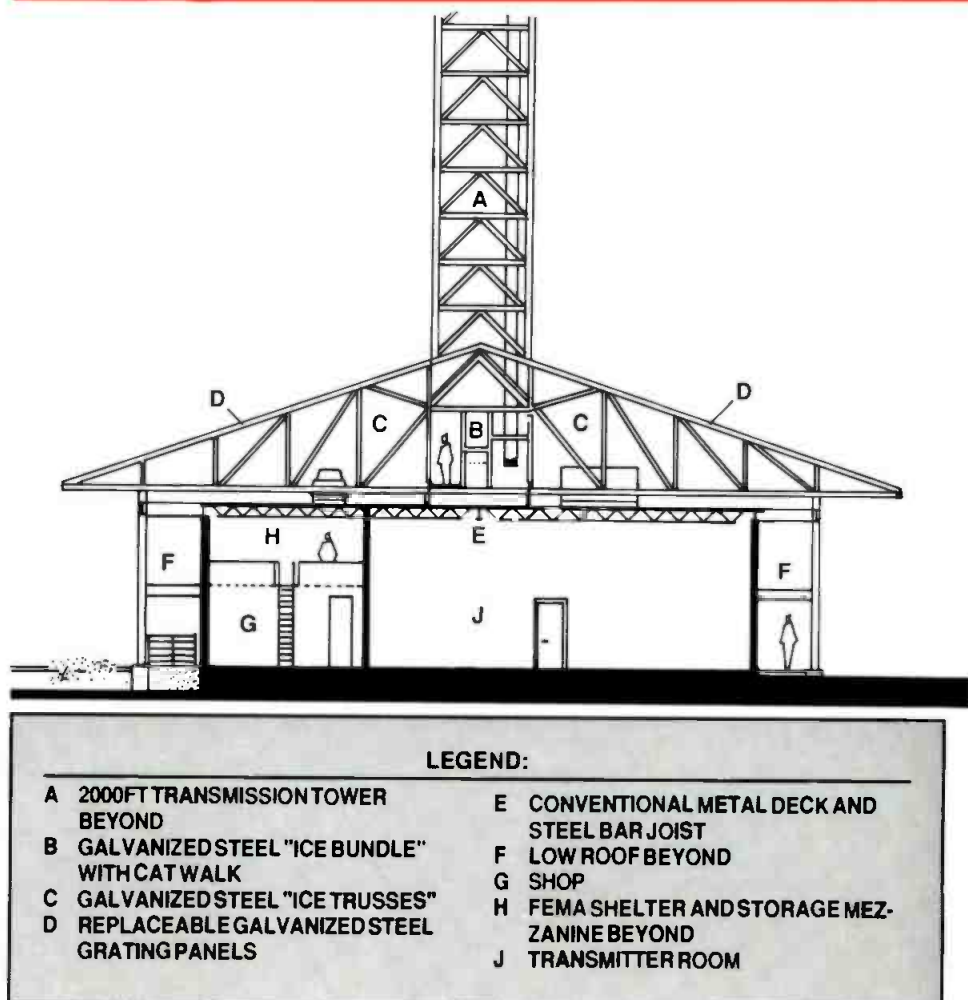 A
D
D
C
B
C
H
E
F
F
G
J
LEGEND:
A 2000FT TRANSMISSION TOWER
BEYOND
B GALVANIZED STEEL "ICE BUNDLE"
WITH CAT WALK
C GALVANIZED STEEL "ICE TRUSSES"
D REPLACEABLE GALVANIZED STEEL
GRATING PANELS
E CONVENTIONAL METAL DECK AND
STEEL BAR JOIST
F LOW ROOF BEYOND
G SHOP
H FEMA SHELTER AND STORAGE MEZ-
ZANINE BEYOND
J TRANSMITTER ROOM